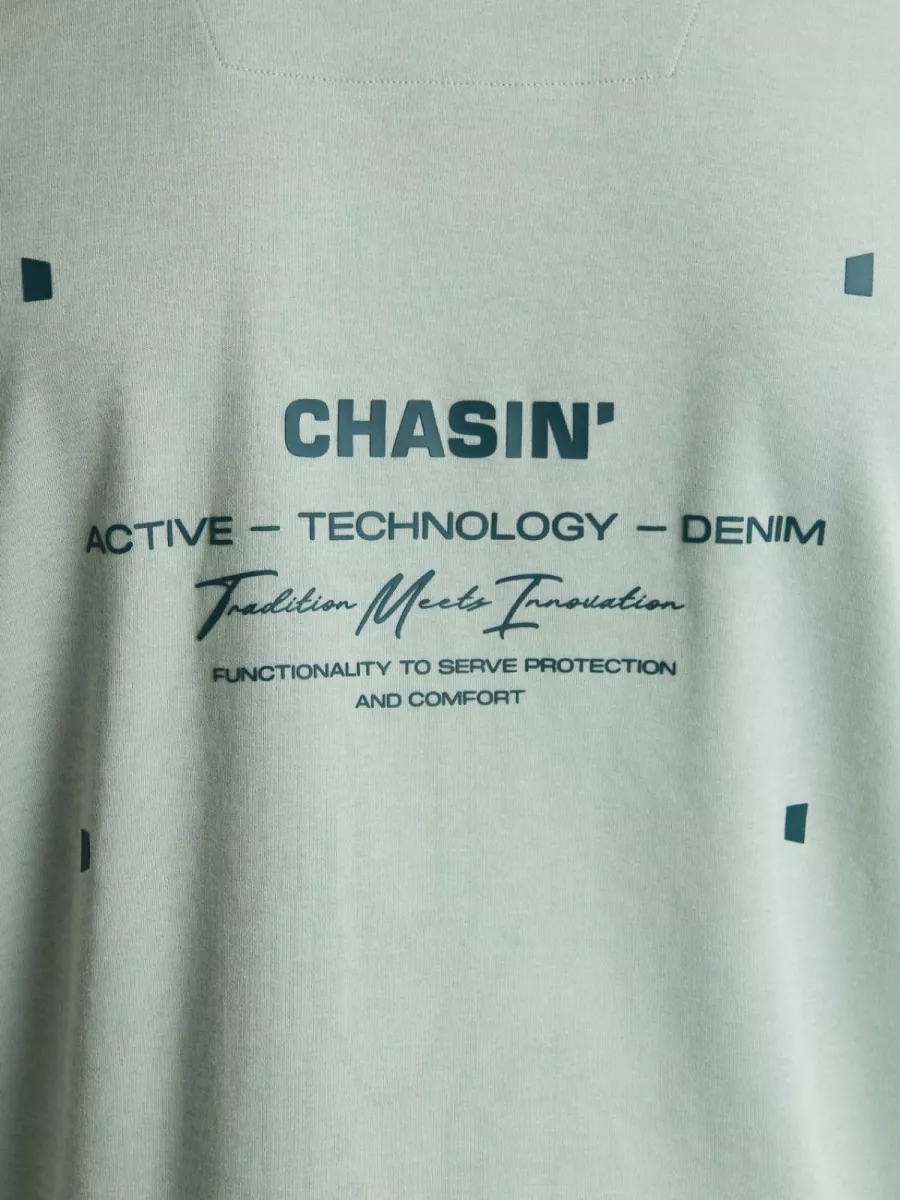 CHASIN'
ACTIVE – TECHNOLOGY – DENIM
Tradition Meets Innovation
FUNCTIONALITY TO SERVE PROTECTION
AND COMFORT